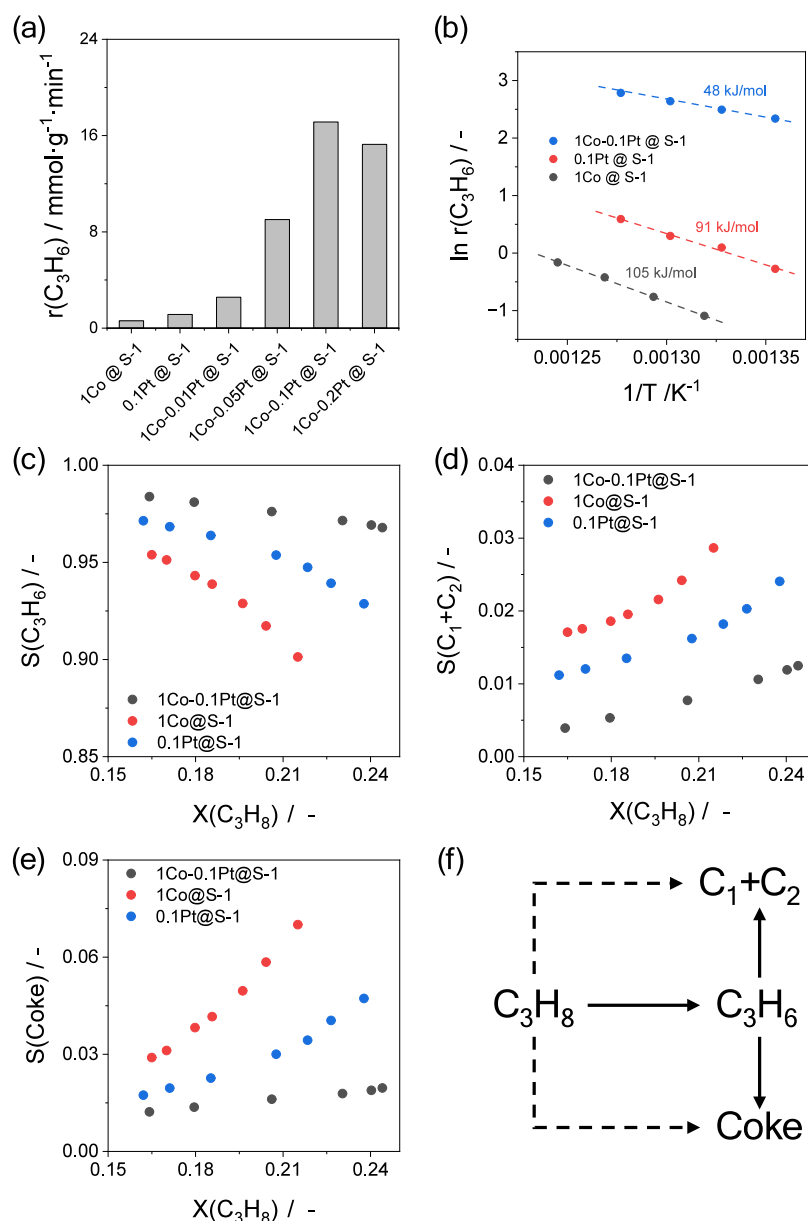 (a)
r(C₃H₆) / mmol·g⁻¹·min⁻¹
24
16
8
0
1Co @ S-1
0.1Pt @ S-1
1Co-0.01Pt @ S-1
1Co-0.05Pt @ S-1
1Co-0.1Pt @ S-1
1Co-0.2Pt @ S-1
(b)
ln r(C₃H₆) / -
3
2
1
0
−1
48 kJ/mol
1Co-0.1Pt @ S-1
0.1Pt @ S-1
1Co @ S-1
91 kJ/mol
105 kJ/mol
0.00125
0.00130
0.00135
1/T /K⁻¹
(c)
S(C₃H₆) / -
1.00
0.95
0.90
0.85
1Co-0.1Pt@S-1
1Co@S-1
0.1Pt@S-1
0.15
0.18
0.21
0.24
X(C₃H₈) / -
(d)
S(C₁+C₂) / -
0.04
0.03
0.02
0.01
0.00
1Co-0.1Pt@S-1
1Co@S-1
0.1Pt@S-1
0.15
0.18
0.21
0.24
X(C₃H₈) / -
(e)
S(Coke) / -
0.09
0.06
0.03
0.00
1Co-0.1Pt@S-1
1Co@S-1
0.1Pt@S-1
0.15
0.18
0.21
0.24
X(C₃H₈) / -
(f)
C₁+C₂
C₃H₈
C₃H₆
Coke